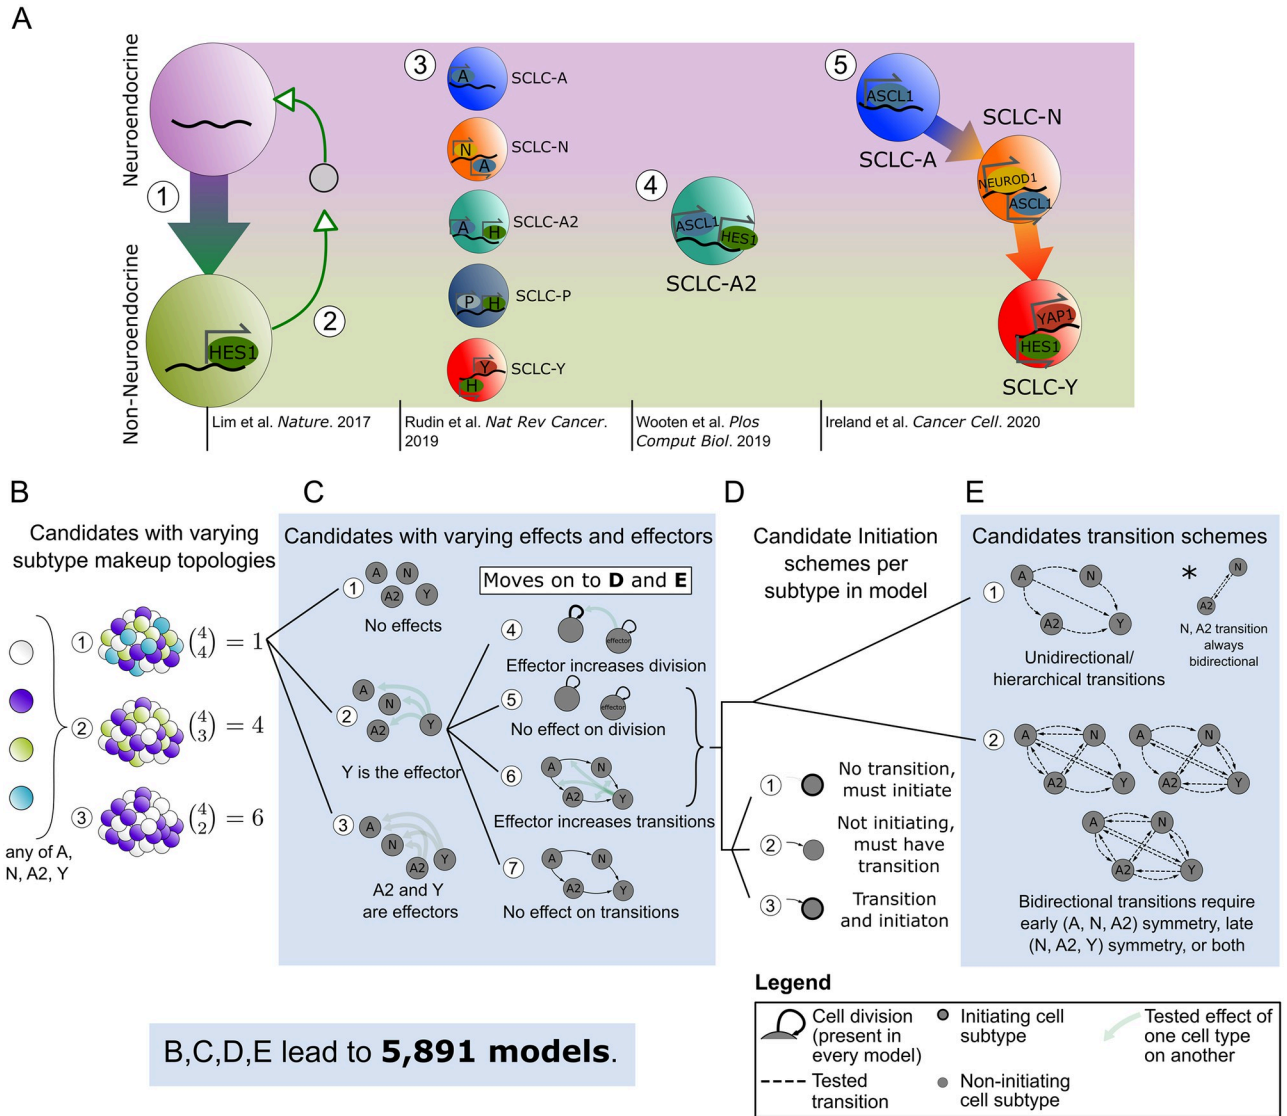 A
Neuroendocrine
Non-Neuroendocrine
1
HES1
2
3
A
SCLC-A
N
A
SCLC-N
A
H
SCLC-A2
P
H
SCLC-P
Y
H
SCLC-Y
4
ASCL1
HES1
SCLC-A2
5
ASCL1
SCLC-A
SCLC-N
NEUROD1
ASCL1
YAP1
HES1
SCLC-Y
Lim et al. Nature. 2017
Rudin et al. Nat Rev Cancer.
2019
Wooten et al. Plos
Comput Biol. 2019
Ireland et al. Cancer Cell. 2020
B
Candidates with varying
subtype makeup topologies
1
(4 4) = 1
2
(4 3) = 4
3
(4 2) = 6
any of A,
N, A2, Y
C
Candidates with varying effects and effectors
1
A
N
A2
Y
No effects
2
A
N
A2
Y
Y is the effector
3
A
N
A2
Y
A2 and Y
are effectors
Moves on to D and E
4
effector
Effector increases division
5
effector
No effect on division
6
A
N
A2
Y
Effector increases transitions
7
A
N
A2
Y
No effect on transitions
D
Candidate Initiation
schemes per
subtype in model
1
No transition,
must initiate
2
Not initiating,
must have
transition
3
Transition
and initiaton
E
Candidates transition schemes
1
A
N
A2
Y
Unidirectional/
hierarchical transitions
*
N
A2
N, A2 transition
always
bidirectional
2
A
N
A2
Y
A
N
A2
Y
A
N
A2
Y
Bidirectional transitions require
early (A, N, A2) symmetry, late
(N, A2, Y) symmetry, or both
B,C,D,E lead to 5,891 models.
Legend
Cell division
(present in
every model)
Tested
transition
Initiating cell
subtype
Non-initiating
cell subtype
Tested effect of
one cell type
on another